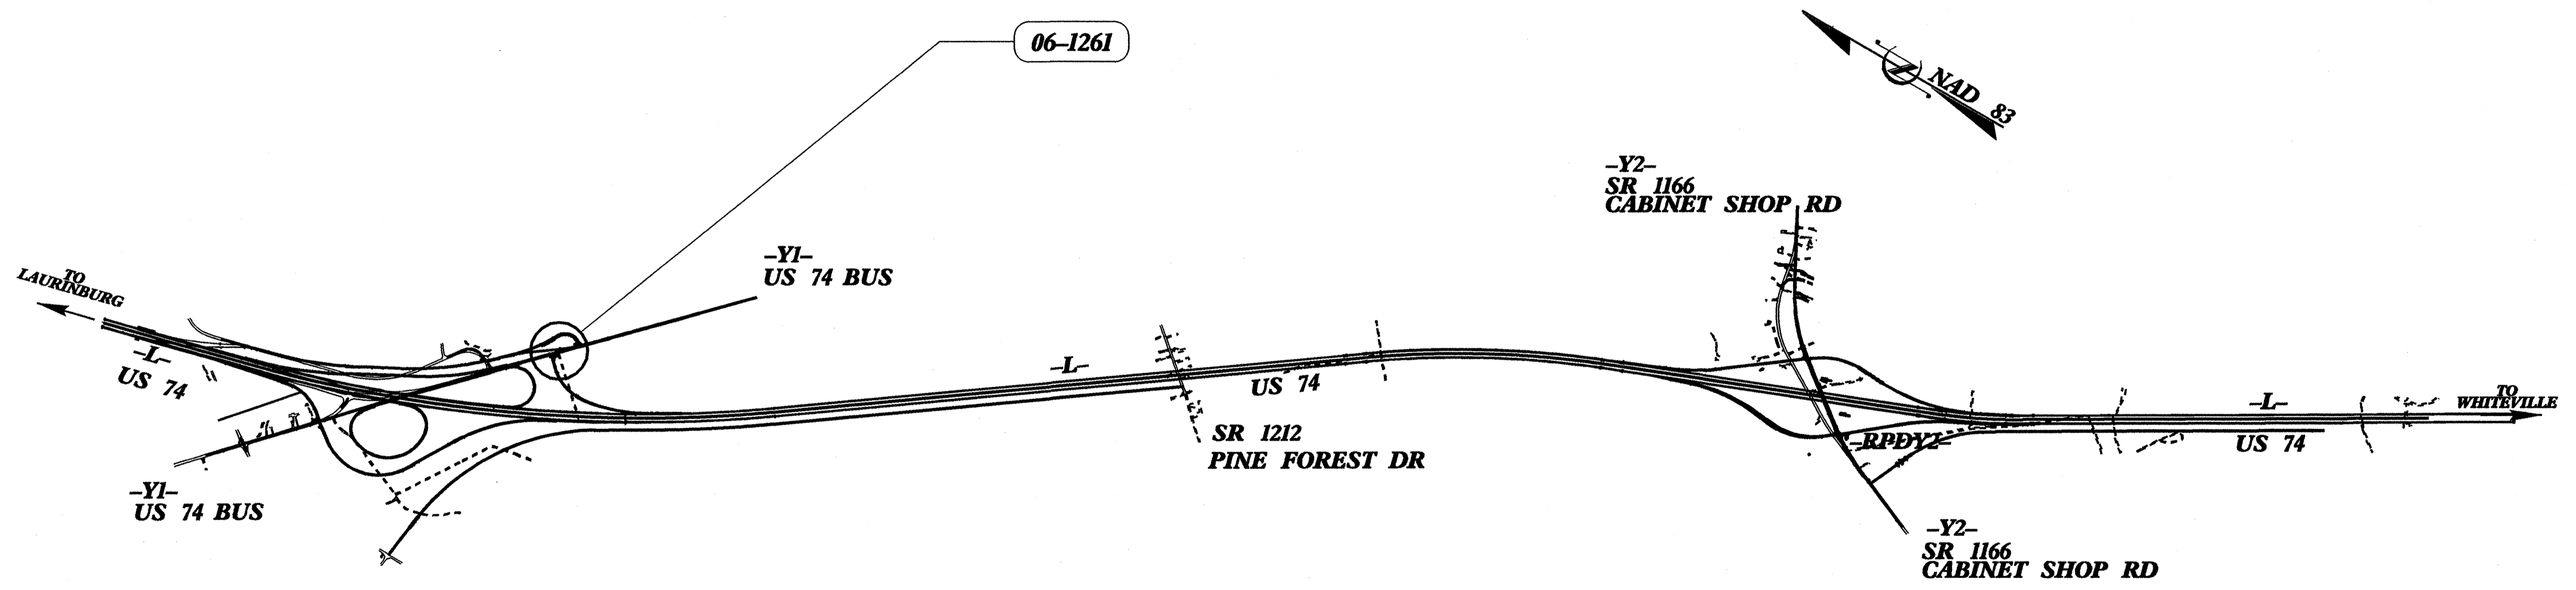 06-1261
N
NAD 83
-Y2-
SR 1166
CABINET SHOP RD
-Y1-
US 74 BUS
TO
LAURINBURG
-L-
US 74
-L-
US 74
-L-
TO
WHITEVILLE
US 74
SR 1212
PINE FOREST DR
-RPDY2-
-Y1-
US 74 BUS
-Y2-
SR 1166
CABINET SHOP RD